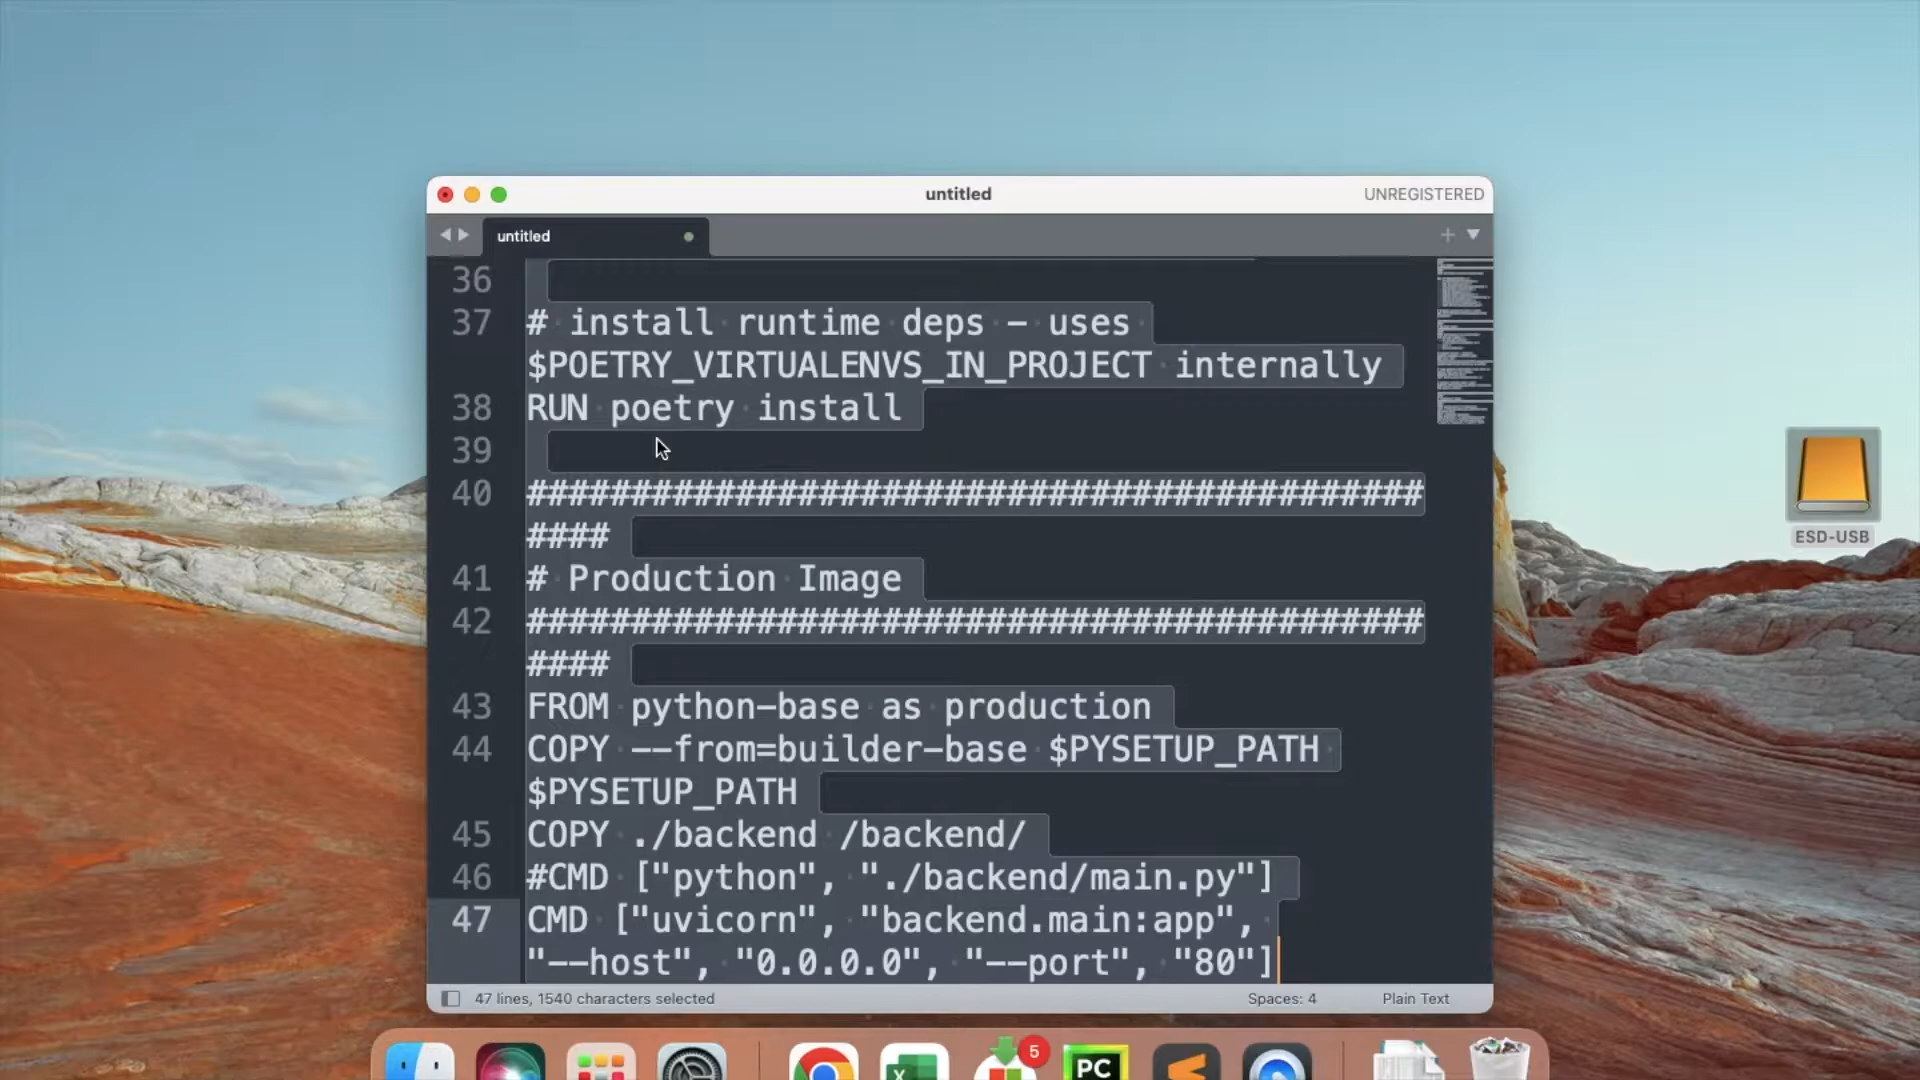 untitled
UNREGISTERED
untitled
36
37 # install runtime deps - uses
$POETRY_VIRTUALENVS_IN_PROJECT internally
38 RUN poetry install
39
40 ###########################################
####
41 # Production Image
42 ###########################################
####
43 FROM python-base as production
44 COPY --from=builder-base $PYSETUP_PATH
$PYSETUP_PATH
45 COPY ./backend /backend/
46 #CMD ["python", "./backend/main.py"]
47 CMD ["uvicorn", "backend.main:app",
"--host", "0.0.0.0", "--port", "80"]
47 lines, 1540 characters selected
Spaces: 4
Plain Text
ESD-USB
5
PC